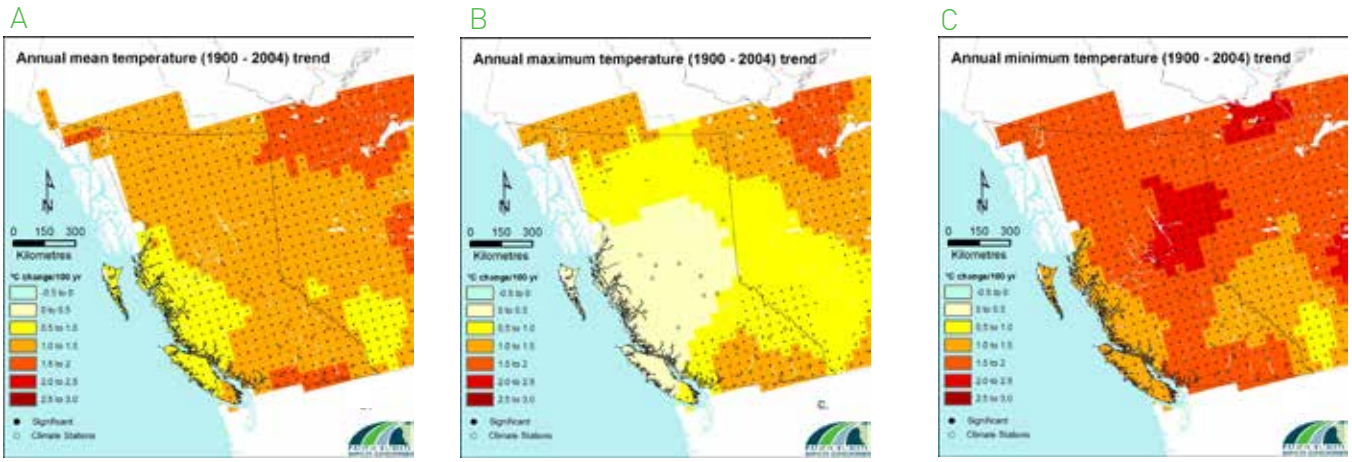 A
Annual mean temperature (1900 - 2004) trend
N
0 150 300
Kilometres
°C change/100 yr
-0.5 to 0
0 to 0.5
0.5 to 1.0
1.0 to 1.5
1.5 to 2
2.0 to 2.5
2.5 to 3.0
Significant
Climate Stations
B
Annual maximum temperature (1900 - 2004) trend
N
0 150 300
Kilometres
°C change/100 yr
-0.5 to 0
0 to 0.5
0.5 to 1.0
1.0 to 1.5
1.5 to 2
2.0 to 2.5
2.5 to 3.0
Significant
Climate Stations
c.
C
Annual minimum temperature (1900 - 2004) trend
N
0 150 300
Kilometres
°C change/100 yr
-0.5 to 0
0 to 0.5
0.5 to 1.0
1.0 to 1.5
1.5 to 2
2.0 to 2.5
2.5 to 3.0
Significant
Climate Stations